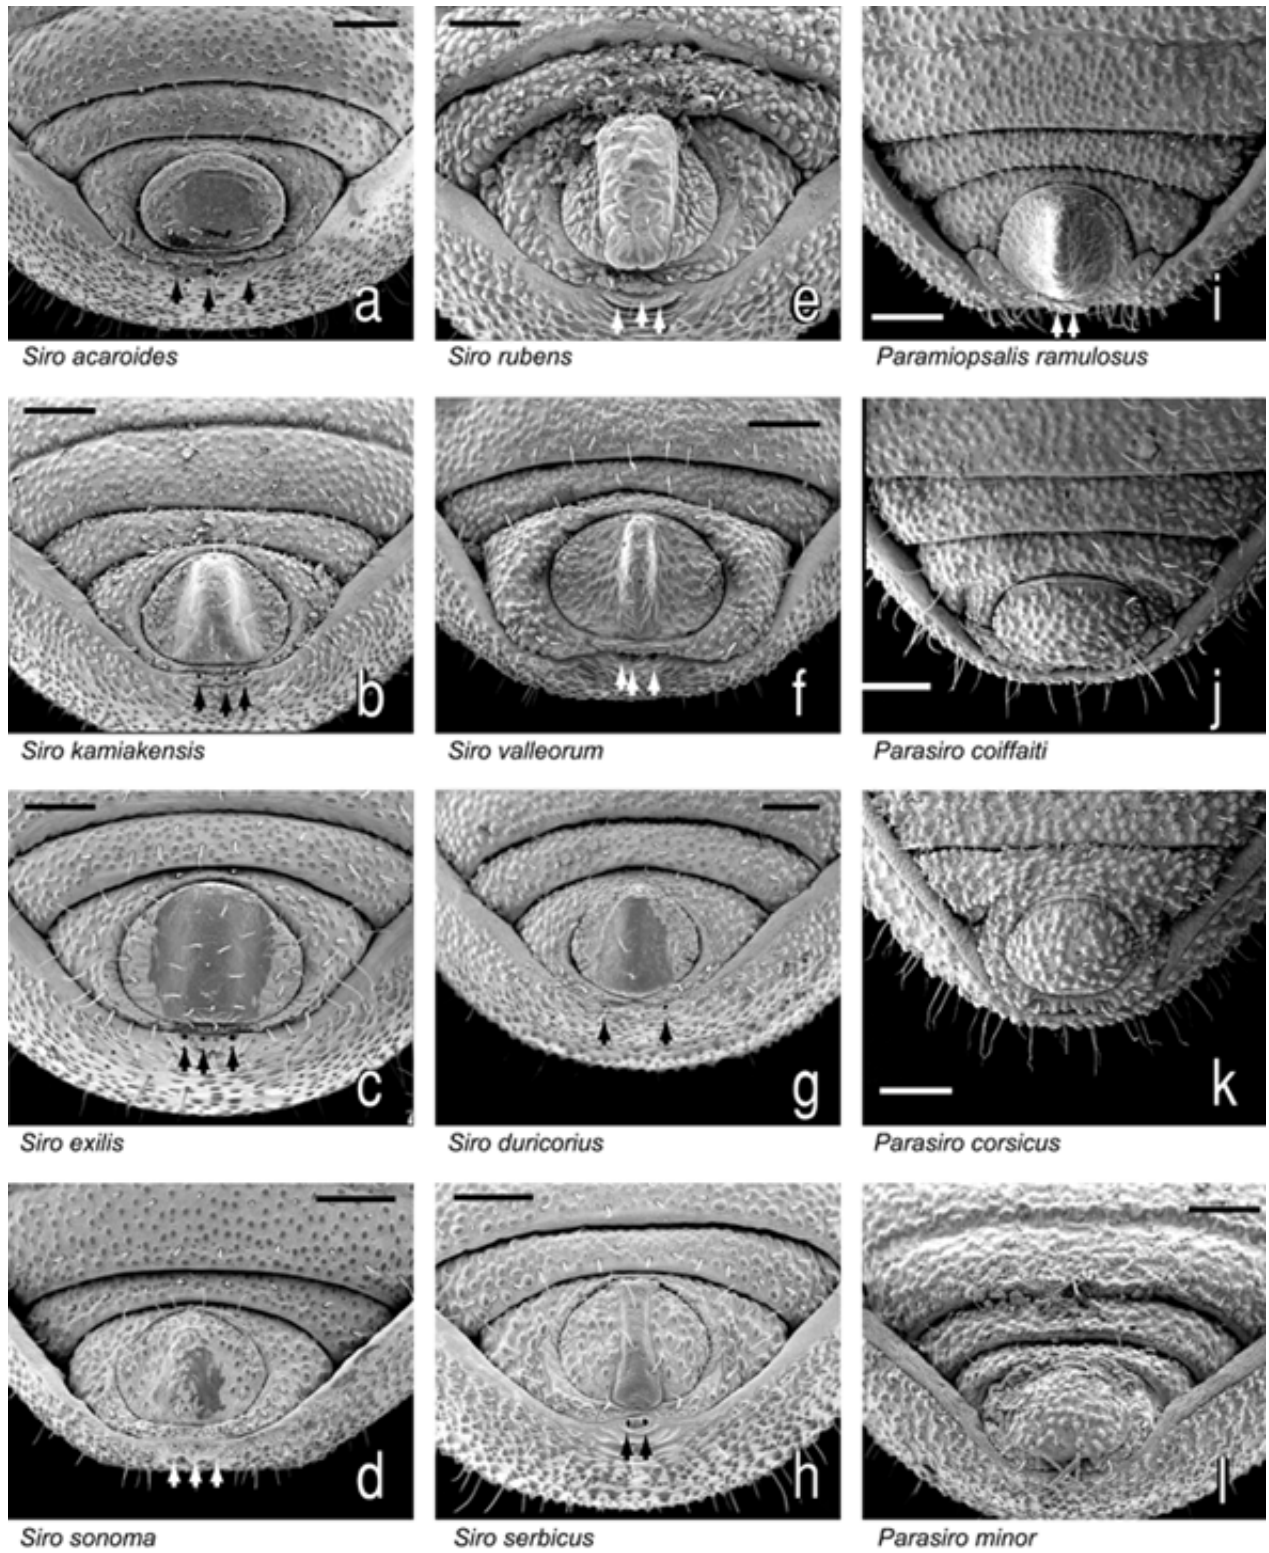 a
e
i
Siro acaroides
Siro rubens
Paramiopsalis ramulosus
b
f
j
Siro kamiakensis
Siro valleorum
Parasiro coiffaiti
c
g
k
Siro exilis
Siro duricorius
Parasiro corsicus
d
h
l
Siro sonoma
Siro serbicus
Parasiro minor